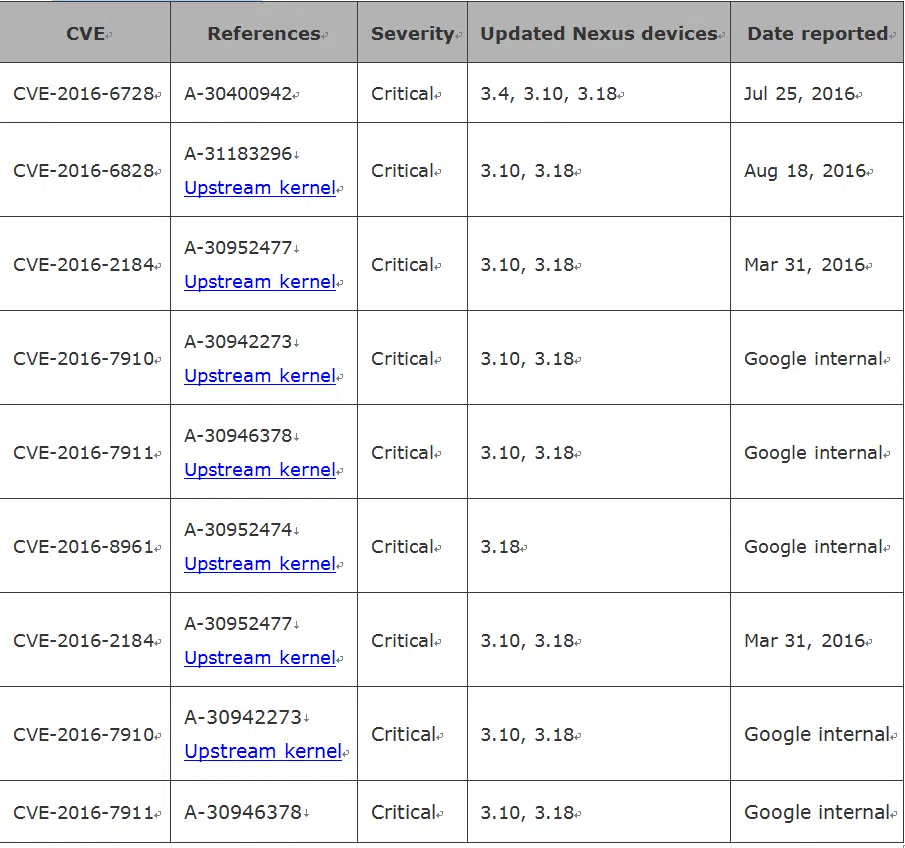 CVE References Severity Updated Nexus devices Date reported
CVE-2016-6728 A-30400942 Critical 3.4, 3.10, 3.18 Jul 25, 2016
A-31183296
CVE-2016-6828 Critical 3.10, 3.18 Aug 18, 2016
Upstream kernel
A-30952477
CVE-2016-2184 Critical 3.10, 3.18 Mar 31, 2016
Upstream kernel
A-30942273
CVE-2016-7910 Critical 3.10, 3.18 Google internal
Upstream kernel
A-30946378
CVE-2016-7911 Critical 3.10, 3.18 Google internal
Upstream kernel
A-30952474
CVE-2016-8961 Critical 3.18 Google internal
Upstream kernel
A-30952477
CVE-2016-2184 Critical 3.10, 3.18 Mar 31, 2016
Upstream kernel
A-30942273
CVE-2016-7910 Critical 3.10, 3.18 Google internal
Upstream kernel
CVE-2016-7911 A-30946378 Critical 3.10, 3.18 Google internal